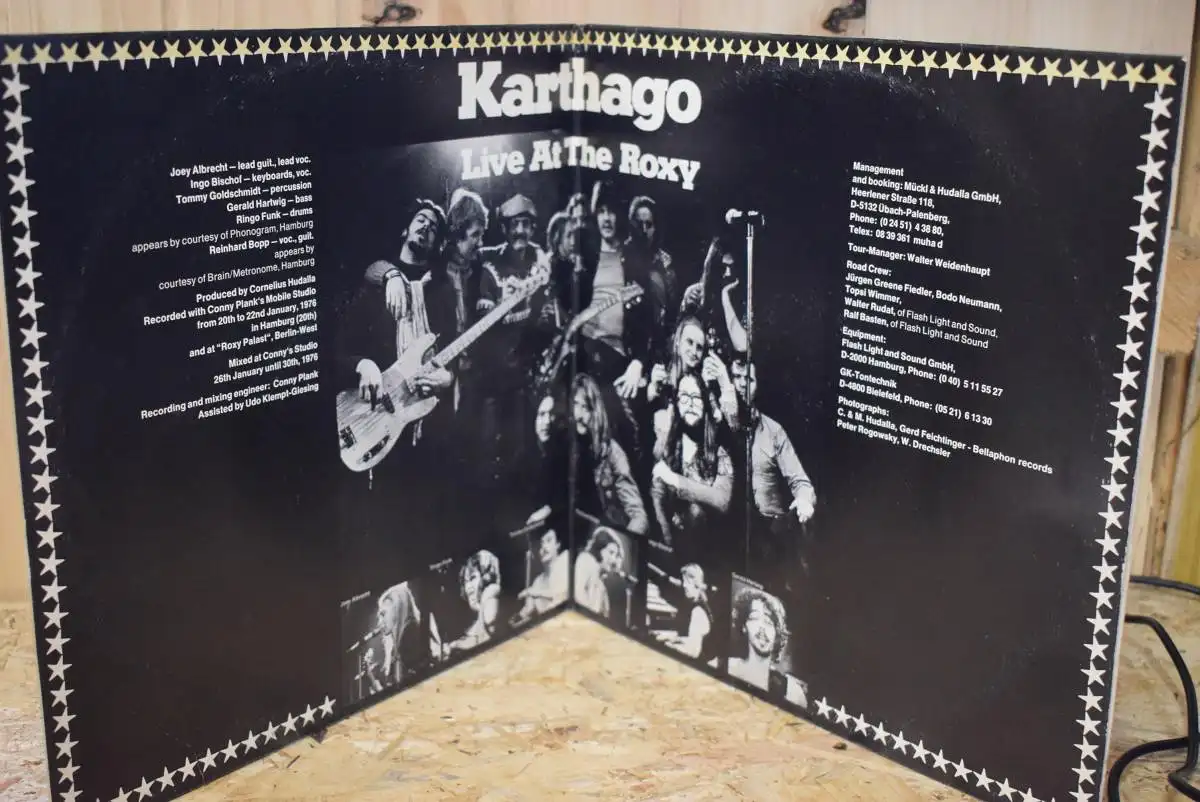 Karthago
Live At The Roxy
Joey Albrecht – lead guit., lead voc.
Ingo Bischof – keyboards, voc.
Tommy Goldschmidt – percussion
Gerald Hartwig – bass
Ringo Funk – drums
appears by courtesy of Phonogram, Hamburg
Reinhard Bopp – voc., guit.
appears by
courtesy of Brain/Metronome, Hamburg
Produced by Cornelius Hudalla
Recorded with Conny Plank's Mobile Studio
from 20th to 22nd January, 1976
in Hamburg (20th)
and at "Roxy Palast", Berlin-West
Mixed at Conny's Studio
26th January until 30th, 1976
Recording and mixing engineer: Conny Plank
Assisted by Udo Klempt-Giesing
Management
and booking: Mückl & Hudalla GmbH,
Heerlener Straße 118,
D-5132 Übach-Palenberg,
Phone: (0 24 51) 4 38 80,
Telex: 08 39 361 muha d
Tour-Manager: Walter Weidenhaupt
Road Crew:
Jürgen Greene Fiedler, Bodo Neumann,
Topsi Wimmer,
Walter Rudat, of Flash Light and Sound,
Ralf Basten, of Flash Light and Sound
Equipment:
Flash Light and Sound GmbH,
D-2000 Hamburg, Phone: (0 40) 5 11 55 27
GK-Tontechnik
D-4800 Bielefeld, Phone: (05 21) 6 13 30
Photographs:
C. & M. Hudalla, Gerd Feichtinger - Bellaphon records
Peter Rogowsky, W. Drechsler